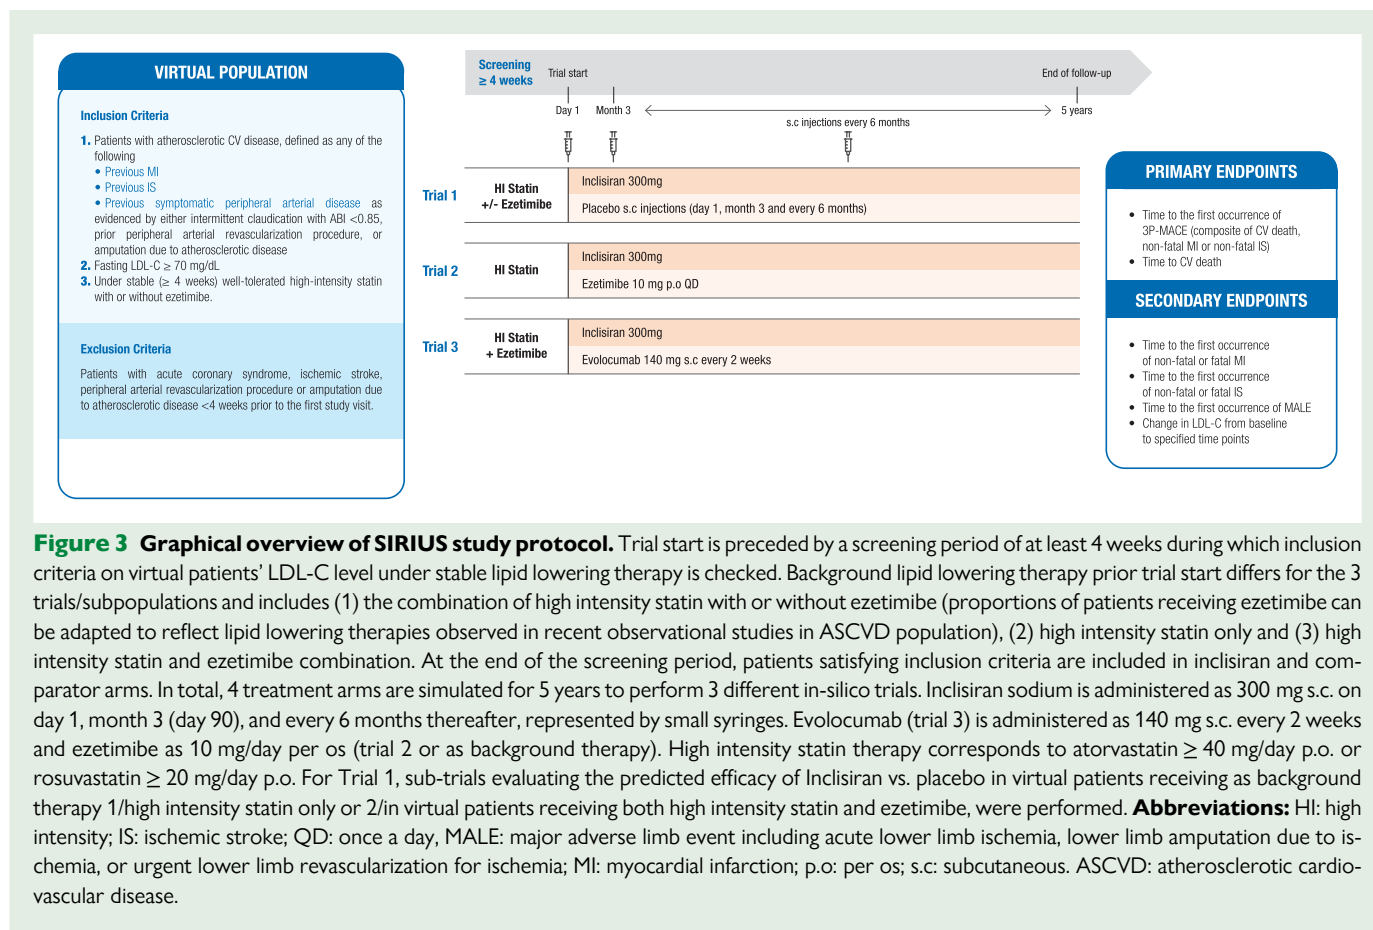 VIRTUAL POPULATION
Inclusion Criteria
1. Patients with atherosclerotic CV disease, defined as any of the
following
• Previous MI
• Previous IS
• Previous symptomatic peripheral arterial disease as
evidenced by either intermittent claudication with ABI <0.85,
prior peripheral arterial revascularization procedure, or
amputation due to atherosclerotic disease
2. Fasting LDL-C ≥ 70 mg/dL
3. Under stable (≥ 4 weeks) well-tolerated high-intensity statin
with or without ezetimibe.
Exclusion Criteria
Patients with acute coronary syndrome, ischemic stroke,
peripheral arterial revascularization procedure or amputation due
to atherosclerotic disease <4 weeks prior to the first study visit.
Screening
≥ 4 weeks
Trial start
End of follow-up
Day 1
Month 3
5 years
s.c injections every 6 months
Trial 1
HI Statin
+/- Ezetimibe
Inclisiran 300mg
Placebo s.c injections (day 1, month 3 and every 6 months)
Trial 2
HI Statin
Inclisiran 300mg
Ezetimibe 10 mg p.o QD
Trial 3
HI Statin
+ Ezetimibe
Inclisiran 300mg
Evolocumab 140 mg s.c every 2 weeks
PRIMARY ENDPOINTS
• Time to the first occurrence of
3P-MACE (composite of CV death,
non-fatal MI or non-fatal IS)
• Time to CV death
SECONDARY ENDPOINTS
• Time to the first occurrence
of non-fatal or fatal MI
• Time to the first occurrence
of non-fatal or fatal IS
• Time to the first occurrence of MALE
• Change in LDL-C from baseline
to specified time points
Figure 3 Graphical overview of SIRIUS study protocol. Trial start is preceded by a screening period of at least 4 weeks during which inclusion
criteria on virtual patients' LDL-C level under stable lipid lowering therapy is checked. Background lipid lowering therapy prior trial start differs for the 3
trials/subpopulations and includes (1) the combination of high intensity statin with or without ezetimibe (proportions of patients receiving ezetimibe can
be adapted to reflect lipid lowering therapies observed in recent observational studies in ASCVD population), (2) high intensity statin only and (3) high
intensity statin and ezetimibe combination. At the end of the screening period, patients satisfying inclusion criteria are included in inclisiran and com-
parator arms. In total, 4 treatment arms are simulated for 5 years to perform 3 different in-silico trials. Inclisiran sodium is administered as 300 mg s.c. on
day 1, month 3 (day 90), and every 6 months thereafter, represented by small syringes. Evolocumab (trial 3) is administered as 140 mg s.c. every 2 weeks
and ezetimibe as 10 mg/day per os (trial 2 or as background therapy). High intensity statin therapy corresponds to atorvastatin ≥ 40 mg/day p.o. or
rosuvastatin ≥ 20 mg/day p.o. For Trial 1, sub-trials evaluating the predicted efficacy of Inclisiran vs. placebo in virtual patients receiving as background
therapy 1/high intensity statin only or 2/in virtual patients receiving both high intensity statin and ezetimibe, were performed. Abbreviations: HI: high
intensity; IS: ischemic stroke; QD: once a day, MALE: major adverse limb event including acute lower limb ischemia, lower limb amputation due to is-
chemia, or urgent lower limb revascularization for ischemia; MI: myocardial infarction; p.o: per os; s.c: subcutaneous. ASCVD: atherosclerotic cardio-
vascular disease.